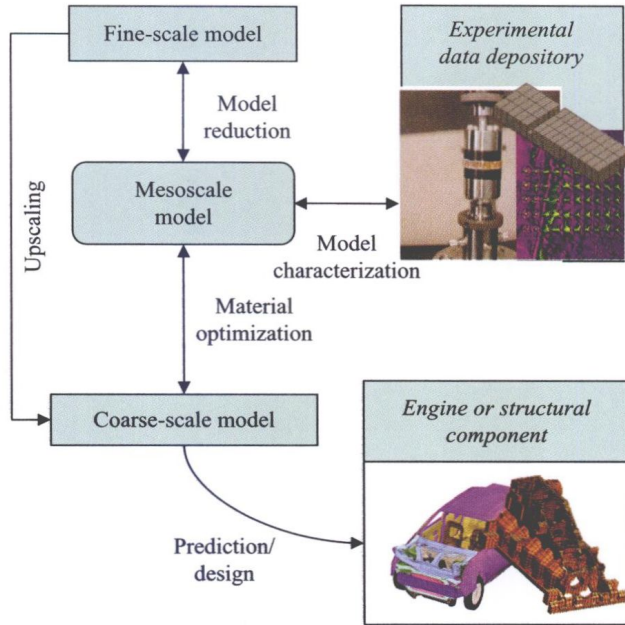 Fine-scale model
Experimental
data depository
Model
reduction
Mesoscale
model
Upscaling
Model
characterization
Material
optimization
Coarse-scale model
Engine or structural
component
Prediction/
design